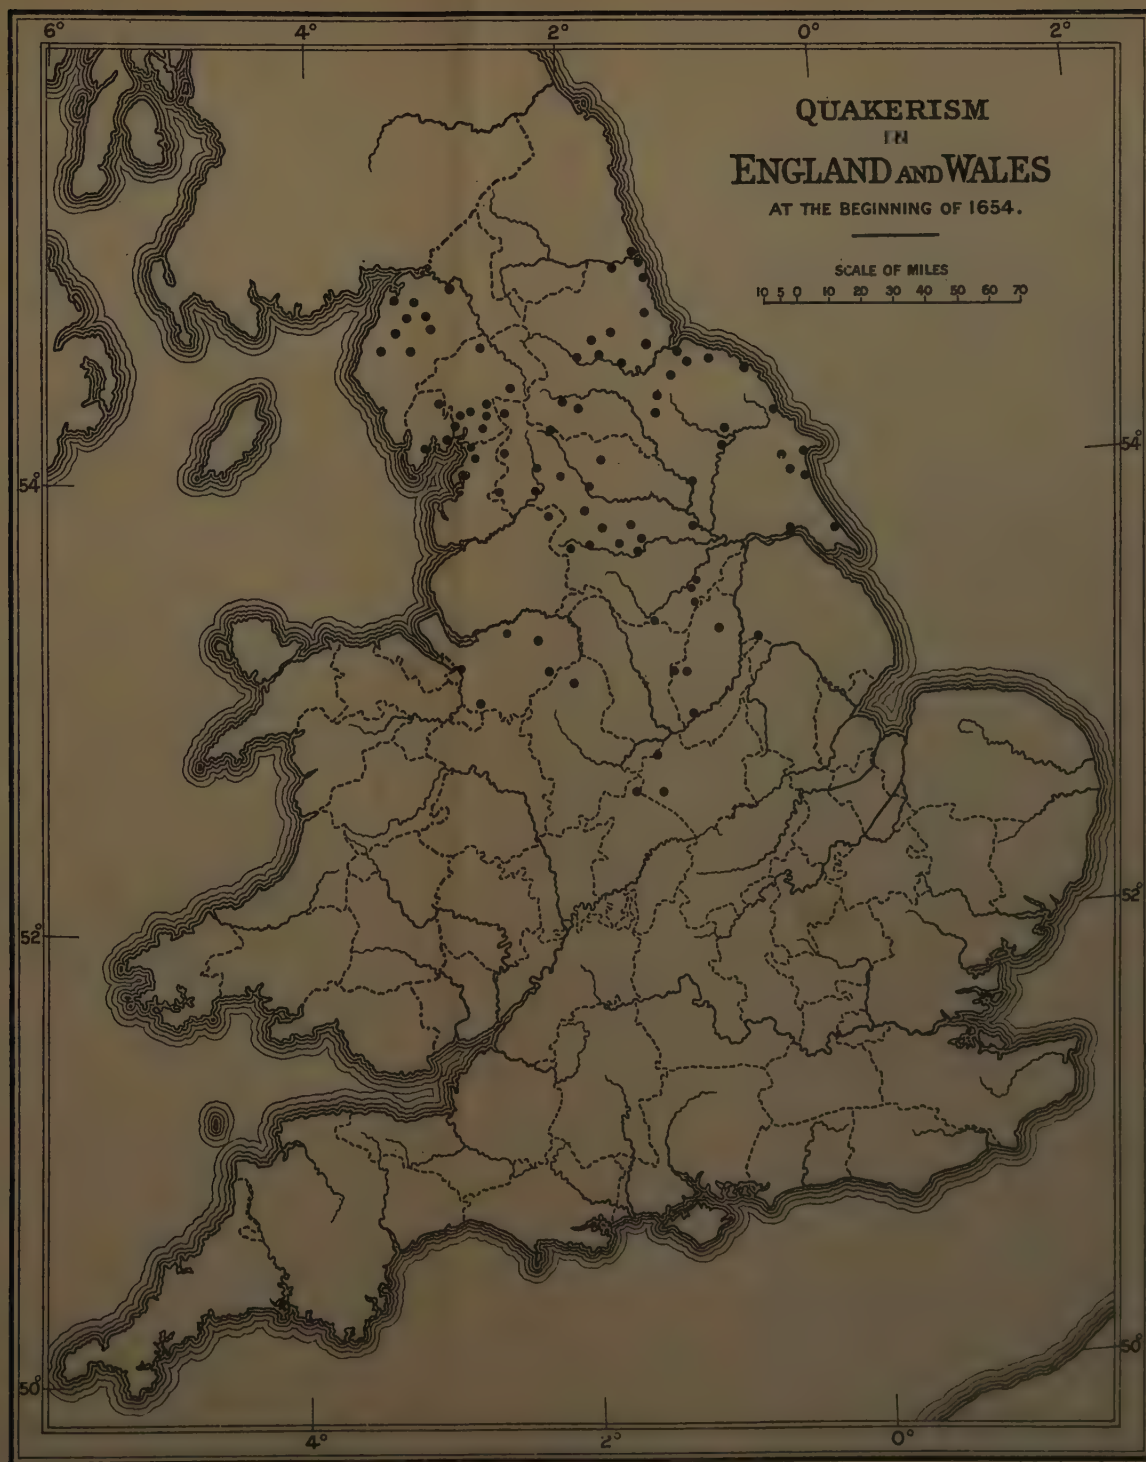 6° 4° 2° 0° 2°
QUAKERISM
IN
ENGLAND AND WALES
AT THE BEGINNING OF 1654.
SCALE OF MILES
10 5 0 10 20 30 40 50 60 70
54° 54°
52° 52°
50° 50°
4° 2° 0°